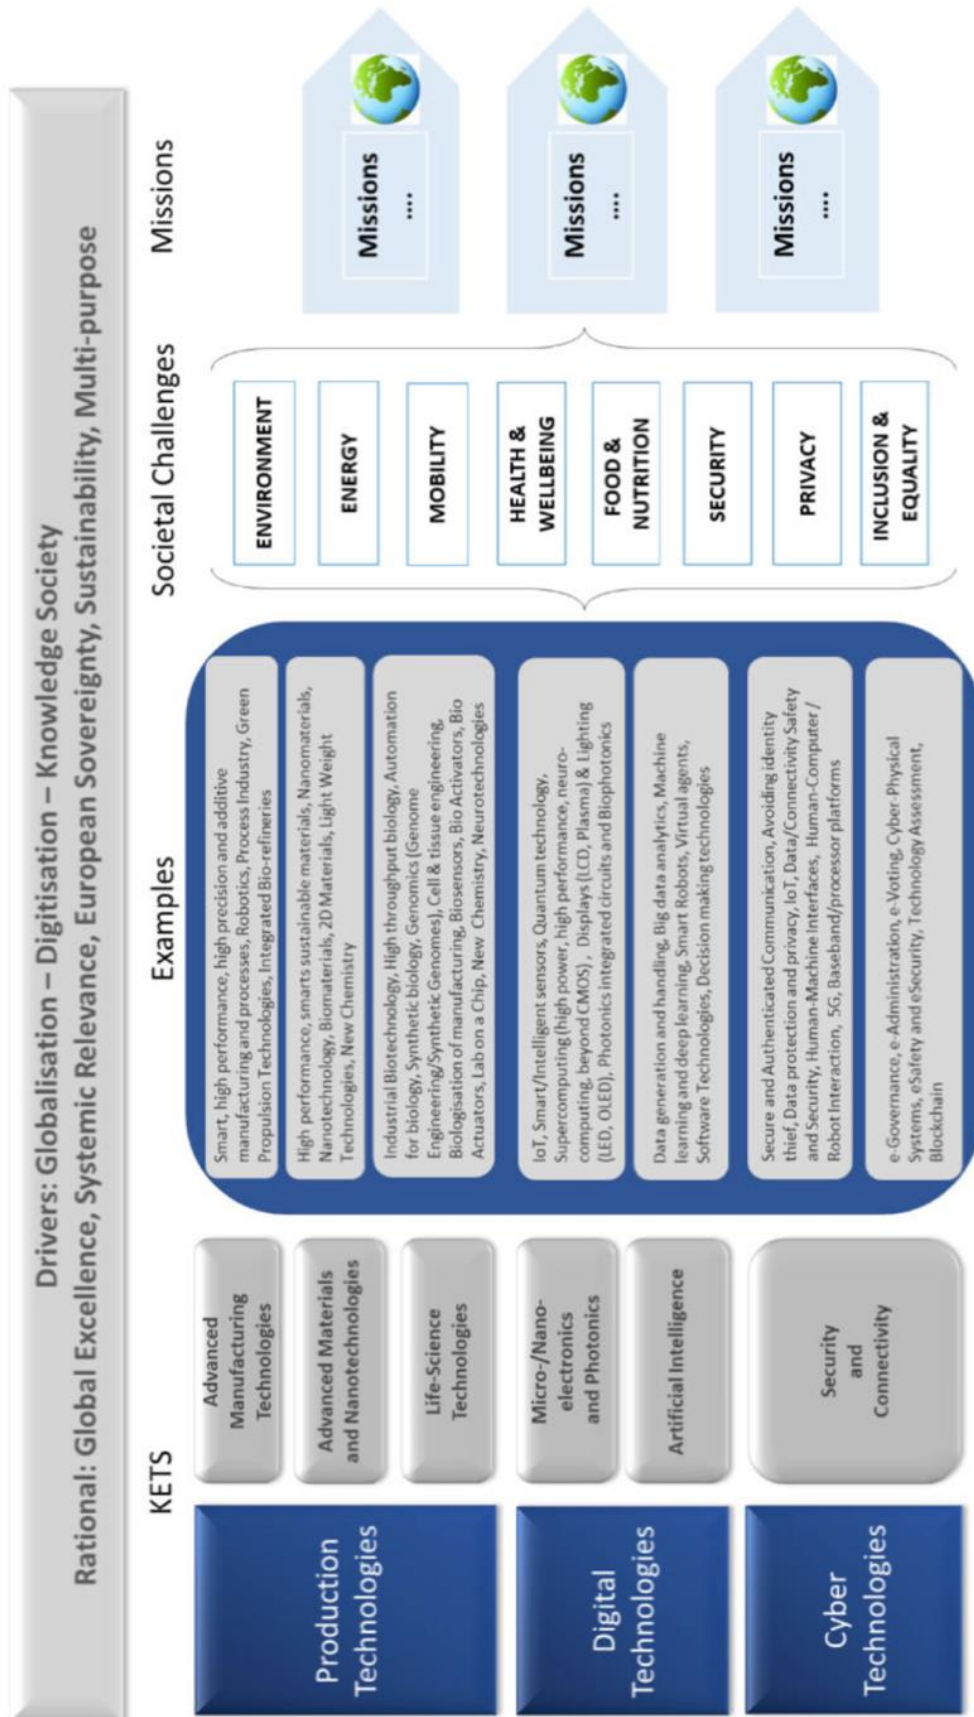 Drivers: Globalisation – Digitisation – Knowledge Society
Rational: Global Excellence, Systemic Relevance, European Sovereignty, Sustainability, Multi-purpose
KETS
Examples
Societal Challenges
Missions
Production
Technologies
Advanced
Manufacturing
Technologies
Smart, high performance, high precision and additive
manufacturing and processes, Robotics, Process Industry, Green
Propulsion Technologies, Integrated Bio-refineries
Advanced Materials
and Nanotechnologies
High performance, smarts sustainable materials, Nanomaterials,
Nanotechnology, Biomaterials, 2D Materials, Light Weight
Technologies, New Chemistry
Life-Science
Technologies
Industrial Biotechnology, High throughput biology, Automation
for biology, Synthetic biology, Genomics (Genome
Engineering/Synthetic Genomes), Cell & tissue engineering,
Biologisation of manufacturing, Biosensors, Bio Activators, Bio
Actuators, Lab on a Chip, New Chemistry, Neurotechnologies
Digital
Technologies
Micro-/Nano-
electronics
and Photonics
IoT, Smart/Intelligent sensors, Quantum technology,
Supercomputing (high power, high performance, neuro-
computing, beyond CMOS) , Displays (LCD, Plasma) & Lighting
(LED, OLED), Photonics integrated circuits and Biophotonics
Artificial Intelligence
Data generation and handling, Big data analytics, Machine
learning and deep learning, Smart Robots, Virtual agents,
Software Technologies, Decision making technologies
Cyber
Technologies
Security
and
Connectivity
Secure and Authenticated Communication, Avoiding identity
thief, Data protection and privacy, IoT, Data/Connectivity Safety
and Security, Human-Machine Interfaces, Human-Computer /
Robot Interaction, 5G, Baseband/processor platforms
e-Governance, e-Administration, e-Voting, Cyber-Physical
Systems, eSafety and eSecurity, Technology Assessment,
Blockchain
ENVIRONMENT
ENERGY
MOBILITY
HEALTH &
WELLBEING
FOOD &
NUTRITION
SECURITY
PRIVACY
INCLUSION &
EQUALITY
Missions
....
Missions
....
Missions
....